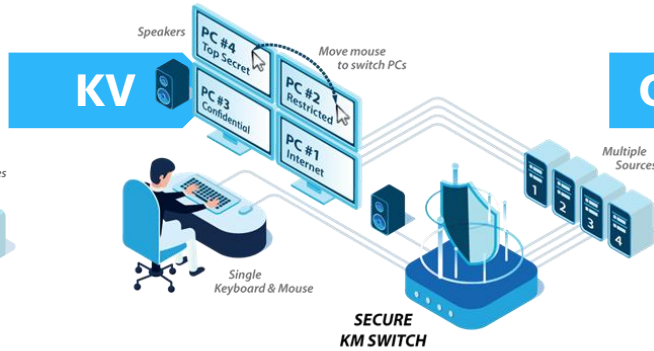 Speakers
PC #4
Top Secret
Move mouse
to switch PCs
KV
PC #2
Restricted
PC #3
Confidential
PC #1
Internet
Multiple
Sources
1
2
3
4
Single
Keyboard & Mouse
SECURE
KM SWITCH